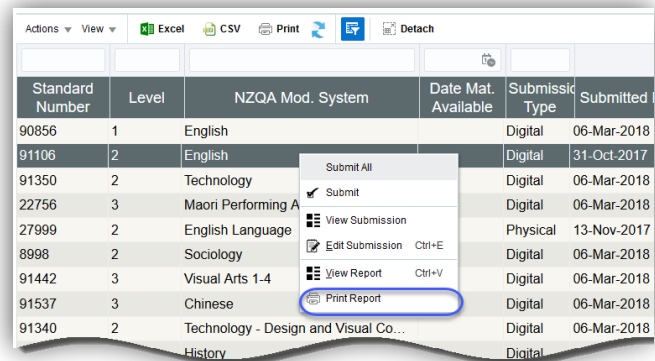 Actions View Excel CSV Print Detach
Standard Number Level NZQA Mod. System Date Mat. Available Submissio Type Submitted
90856 1 English Digital 06-Mar-2018
91106 2 English Digital 31-Oct-2017
Submit All
91350 2 Technology Digital 06-Mar-2018
Submit
22756 3 Maori Performing A Digital 06-Mar-2018
View Submission
27999 2 English Language Physical 13-Nov-2017
Edit Submission Ctrl+E
8998 2 Sociology Digital 06-Mar-2018
View Report Ctrl+V
91442 3 Visual Arts 1-4 Digital 06-Mar-2018
Print Report
91537 3 Chinese Digital 06-Mar-2018
91340 2 Technology - Design and Visual Co... Digital 06-Mar-2018
History Digital